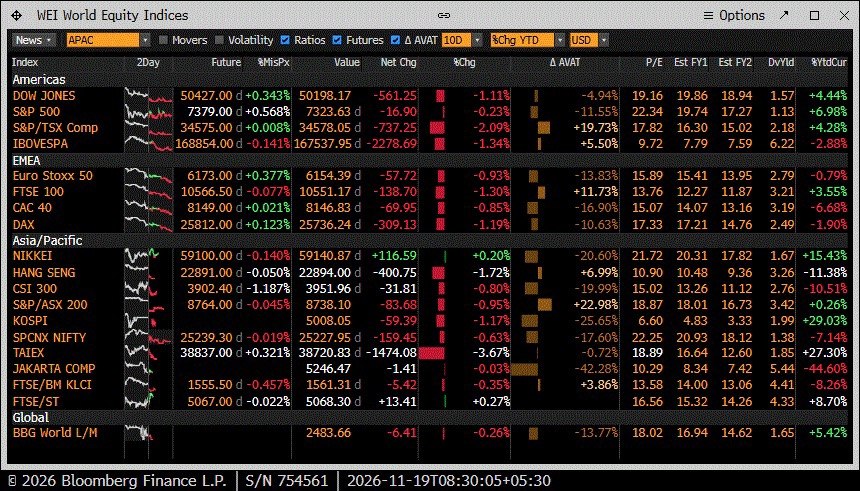 WEI World Equity Indices Options
News APAC Movers Volatility Ratios Futures Δ AVAT 10D %Chg YTD USD
Index 2Day Future %MisPx Value Net Chg %Chg Δ AVAT P/E Est FY1 Est FY2 DvYld %YtdCur
Americas
DOW JONES 50427.00 d +0.343% 50198.17 -561.25 -1.11% -4.94% 19.16 19.86 18.94 1.57 +4.44%
S&P 500 7379.00 d +0.568% 7323.63 d -16.90 -0.23% -11.55% 22.34 19.74 17.27 1.13 +6.98%
S&P/TSX Comp 34575.00 d +0.008% 34578.05 d -737.25 -2.09% +19.73% 17.82 16.30 15.02 2.18 +4.28%
IBOVESPA 168854.00 d -0.141% 167537.95 d -2278.69 -1.34% +5.50% 9.72 7.79 7.59 6.22 -2.88%
EMEA
Euro Stoxx 50 6173.00 d +0.377% 6154.39 d -57.72 -0.93% -13.83% 15.89 15.41 13.95 2.79 -0.79%
FTSE 100 10566.50 d -0.077% 10551.17 d -138.70 -1.30% +11.73% 13.76 12.27 11.87 3.21 +3.55%
CAC 40 8149.00 d +0.021% 8146.83 d -69.95 -0.85% -16.90% 15.07 14.07 13.16 3.19 -6.68%
DAX 25812.00 d +0.123% 25736.24 d -309.13 -1.19% -10.63% 17.33 17.21 14.76 2.49 -1.90%
Asia/Pacific
NIKKEI 59100.00 d -0.140% 59140.87 d +116.59 +0.20% -20.60% 21.72 20.31 17.82 1.67 +15.43%
HANG SENG 22891.00 d -0.050% 22894.00 d -400.75 -1.72% +6.99% 10.90 10.48 9.36 3.26 -11.38%
CSI 300 3902.40 d -1.187% 3951.96 d -31.81 -0.80% -19.99% 15.02 13.26 11.12 2.76 -10.51%
S&P/ASX 200 8764.00 d -0.045% 8738.10 -83.68 -0.95% +22.98% 18.87 18.01 16.73 3.42 +0.26%
KOSPI 5008.05 -59.39 -1.17% -25.65% 6.60 4.83 3.33 1.99 +29.03%
SPCNX NIFTY 25239.30 d -0.019% 25227.95 -159.45 -0.63% -17.60% 22.25 20.93 18.12 1.38 -7.14%
TAIEX 38837.00 d +0.321% 38720.83 d -1474.08 -3.67% -0.72% 18.89 16.64 12.60 1.85 +27.30%
JAKARTA COMP 5246.47 -1.41 -0.03% -42.28% 10.29 8.34 7.42 5.44 -44.60%
FTSE/BM KLCI 1555.50 d -0.457% 1561.31 d -5.42 -0.35% +3.86% 13.58 14.00 13.06 4.41 -8.26%
FTSE/ST 5067.00 d -0.022% 5068.30 d +13.41 +0.27% 16.56 15.32 14.26 4.33 +8.70%
Global
BBG World L/M 2483.66 -6.41 -0.26% -13.77% 18.02 16.94 14.62 1.65 +5.42%
© 2026 Bloomberg Finance L.P. | S/N 754561 | 2026-11-19T08:30:05+05:30